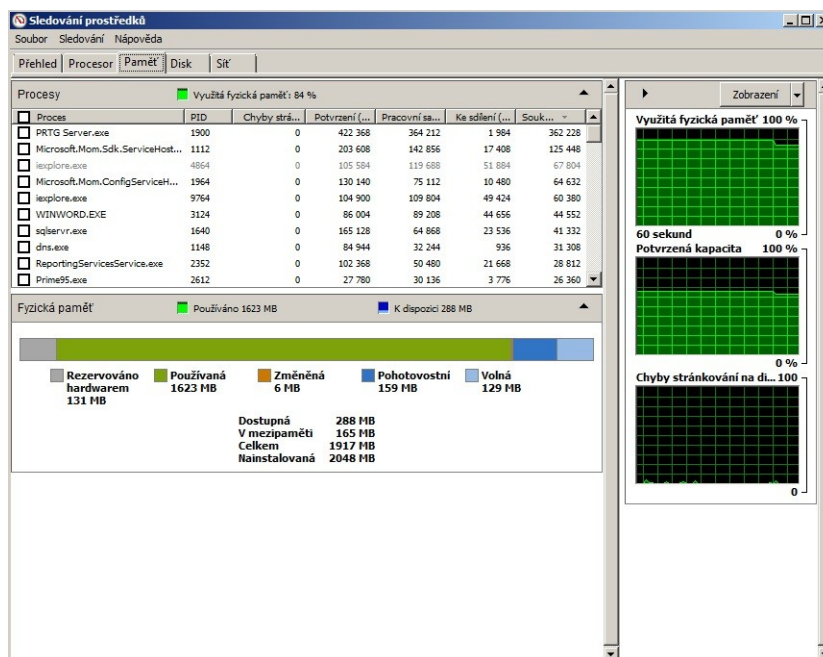 Sledování prostředků
Soubor Sledování Nápověda
Přehled Procesor Paměť Disk Síť
Procesy Využitá fyzická paměť: 84 %
Proces PID Chyby strá... Potvrzení (... Pracovní sa... Ke sdílení (... Souk...
PRTG Server.exe 1900 0 422 368 364 212 1 984 362 228
Microsoft.Mom.Sdk.ServiceHost... 1112 0 203 608 142 856 17 408 125 448
iexplore.exe 4864 0 105 584 119 688 51 884 67 804
Microsoft.Mom.ConfigServiceH... 1964 0 130 140 75 112 10 480 64 632
iexplore.exe 9764 0 104 900 109 804 49 424 60 380
WINWORD.EXE 3124 0 86 004 89 208 44 656 44 552
sqlservr.exe 1640 0 165 128 64 868 23 536 41 332
dns.exe 1148 0 84 944 32 244 936 31 308
ReportingServicesService.exe 2352 0 102 368 50 480 21 668 28 812
Prime95.exe 2612 0 27 780 30 136 3 776 26 360
Fyzická paměť Používáno 1623 MB K dispozici 288 MB
Rezervováno Používaná Změněná Pohotovostní Volná
hardwarem 1623 MB 6 MB 159 MB 129 MB
131 MB
Dostupná 288 MB
V mezipaměti 165 MB
Celkem 1917 MB
Nainstalovaná 2048 MB
Zobrazení
Využitá fyzická paměť 100 %
60 sekund 0 %
Potvrzená kapacita 100 %
0 %
Chyby stránkování na di... 100
0